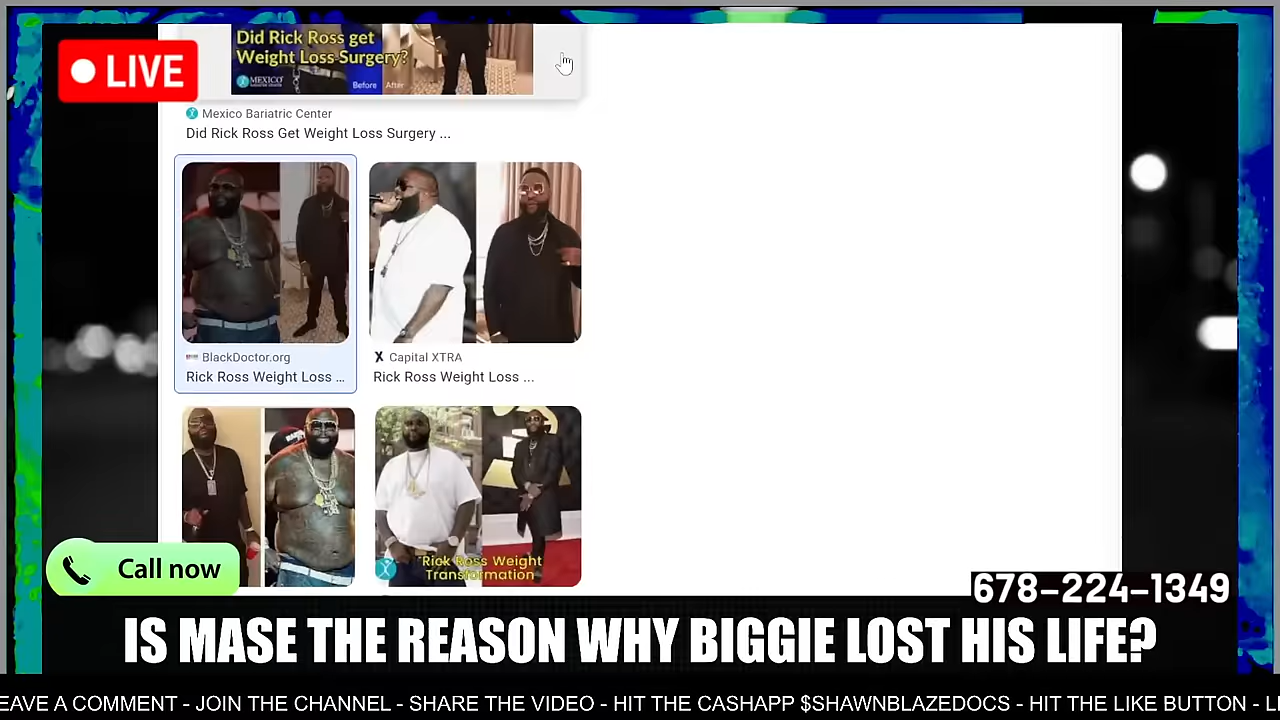 Did Rick Ross get
Weight Loss Surgery?
LIVE
MEXICO
Before After
Mexico Bariatric Center
Did Rick Ross Get Weight Loss Surgery ...
BlackDoctor.org
Rick Ross Weight Loss ...
Capital XTRA
Rick Ross Weight Loss ...
Rick Ross Weight
Transformation
Call now
678-224-1349
IS MASE THE REASON WHY BIGGIE LOST HIS LIFE?
EAVE A COMMENT - JOIN THE CHANNEL - SHARE THE VIDEO - HIT THE CASHAPP $SHAWNBLAZEDOCS - HIT THE LIKE BUTTON - LI